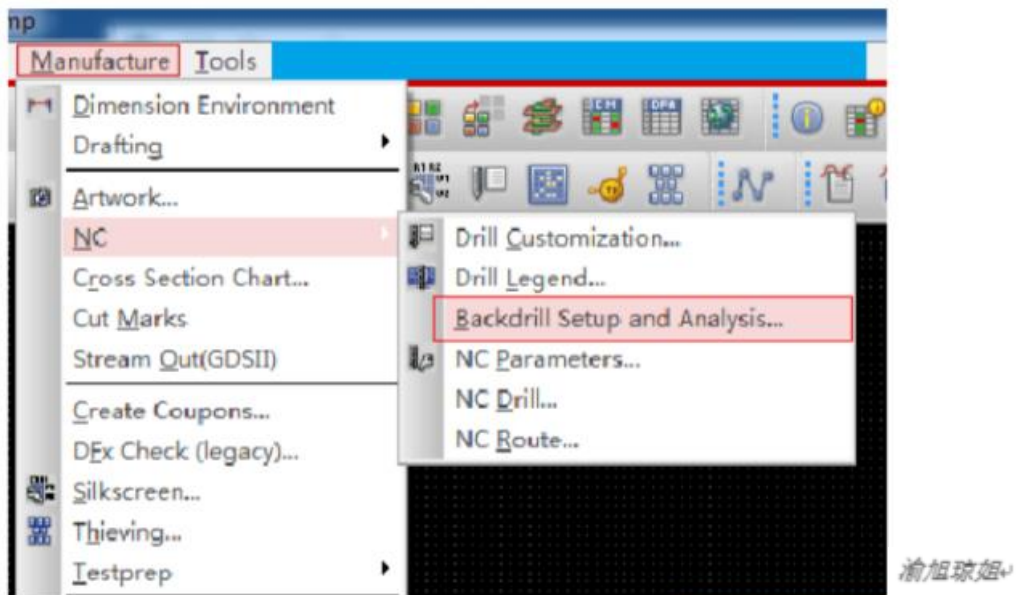 mp
Manufacture Tools
Dimension Environment
Drafting
Artwork...
NC
Cross Section Chart...
Cut Marks
Stream Out(GDSII)
Create Coupons...
DEx Check (legacy)...
Silkscreen...
Thieving...
Testprep
Drill Customization...
Drill Legend...
Backdrill Setup and Analysis...
NC Parameters...
NC Drill...
NC Route...
渝旭琼姐